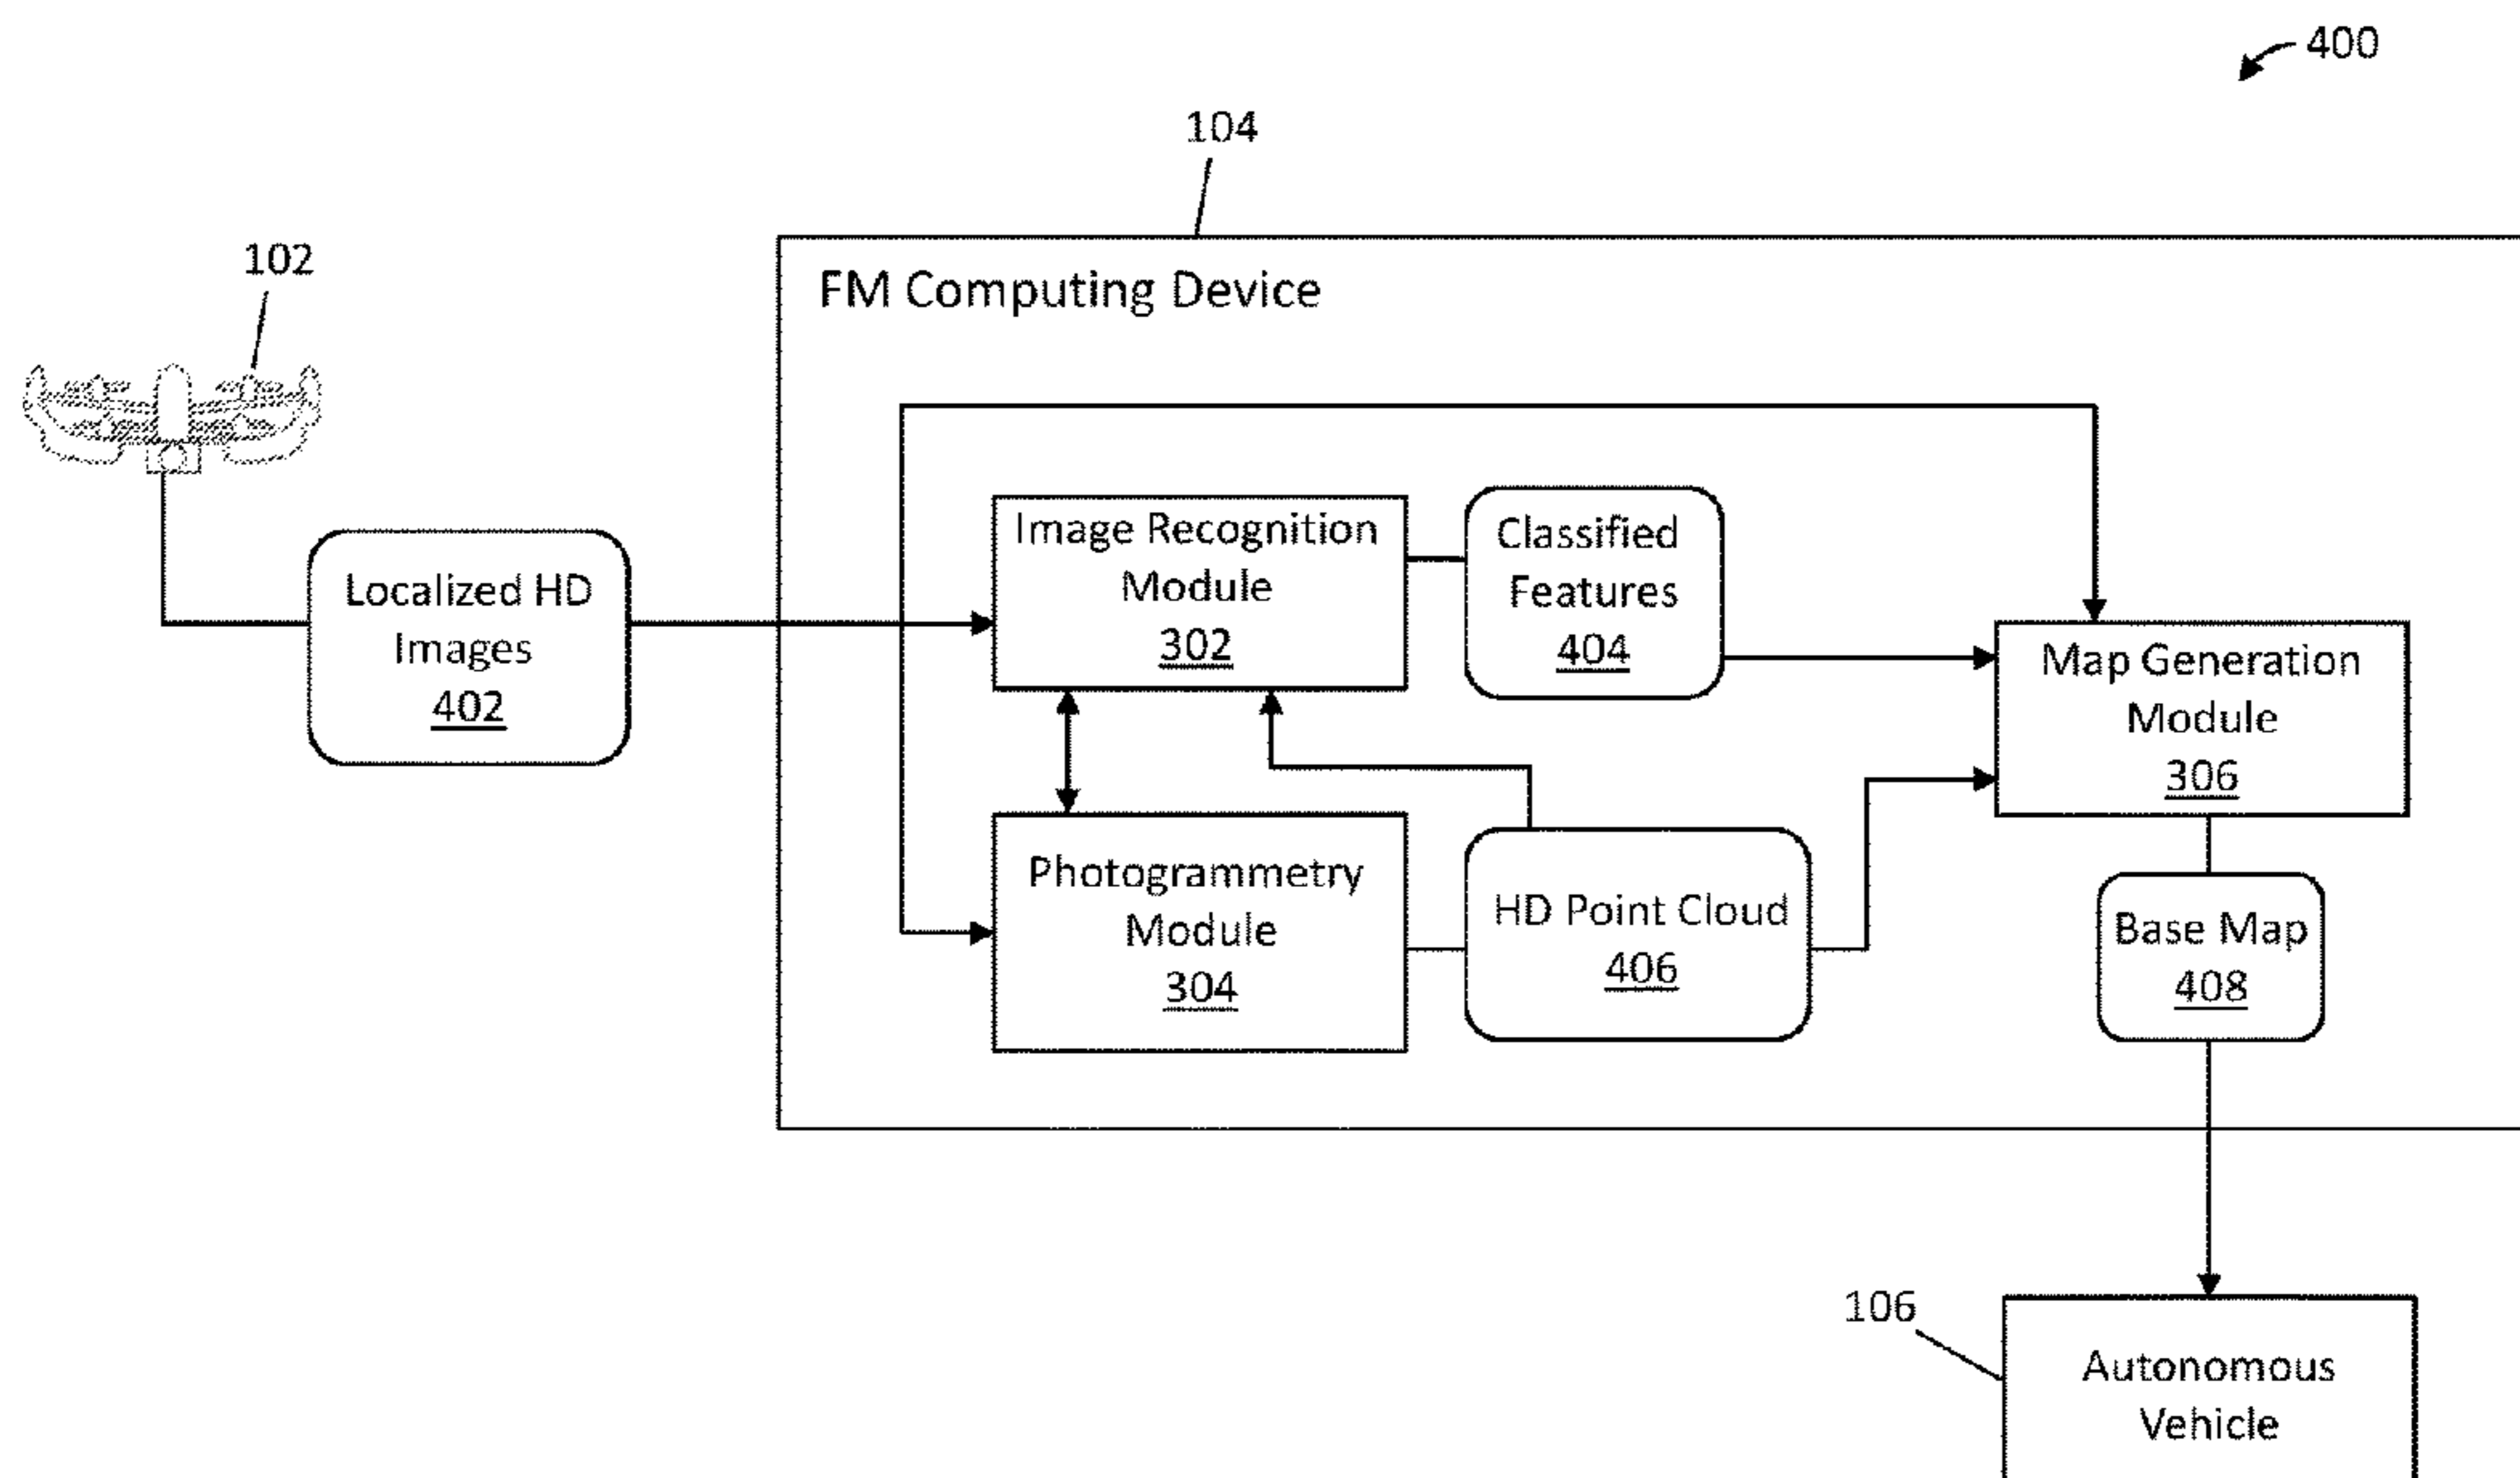 400
104
102
FM Computing Device
Image Recognition
Module
302
Classified
Features
404
Localized HD
Images
402
Map Generation
Module
306
Photogrammetry
Module
304
HD Point Cloud
406
Base Map
408
106
Autonomous
Vehicle